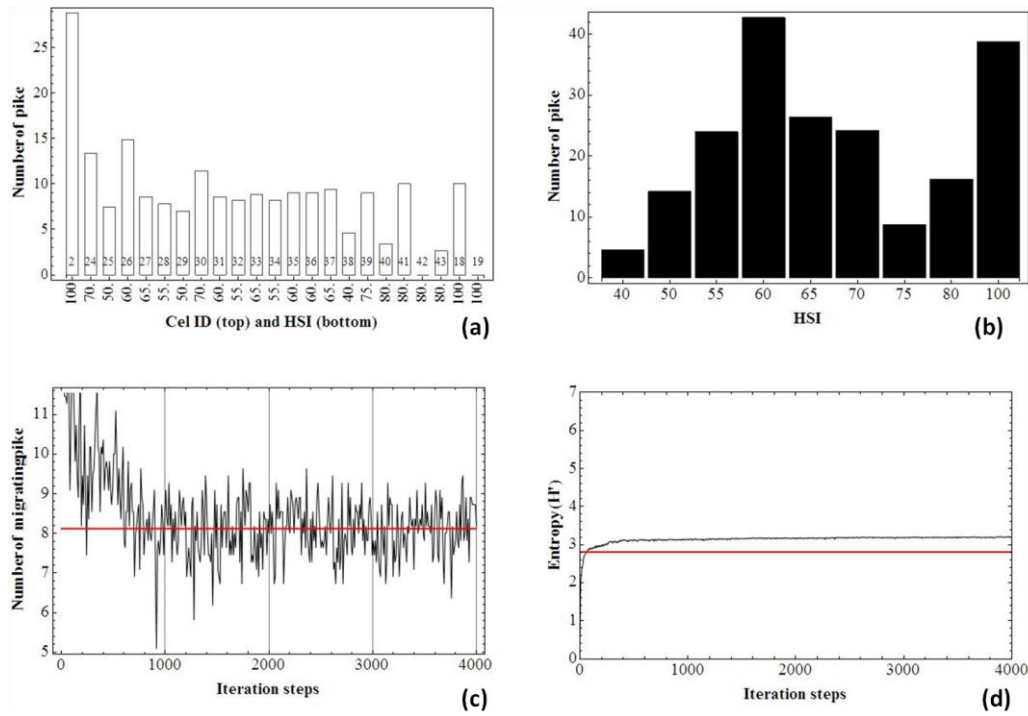 Number of pike
25
20
15
10
5
0
2 24 25 26 27 28 29 30 31 32 33 34 35 36 37 38 39 40 41 42 43 18 19
100 70. 50. 60. 65. 55. 50. 70. 60. 55. 65. 55. 60. 60. 65. 40. 75. 80. 80. 80. 80. 100 100
Cel ID (top) and HSI (bottom)
(a)
Number of pike
40
30
20
10
0
40 50 55 60 65 70 75 80 100
HSI
(b)
Number of migratingpike
11
10
9
8
7
6
5
0 1000 2000 3000 4000
Iteration steps
(c)
Entropy (H')
7
6
5
4
3
2
1
0
0 1000 2000 3000 4000
Iteration steps
(d)